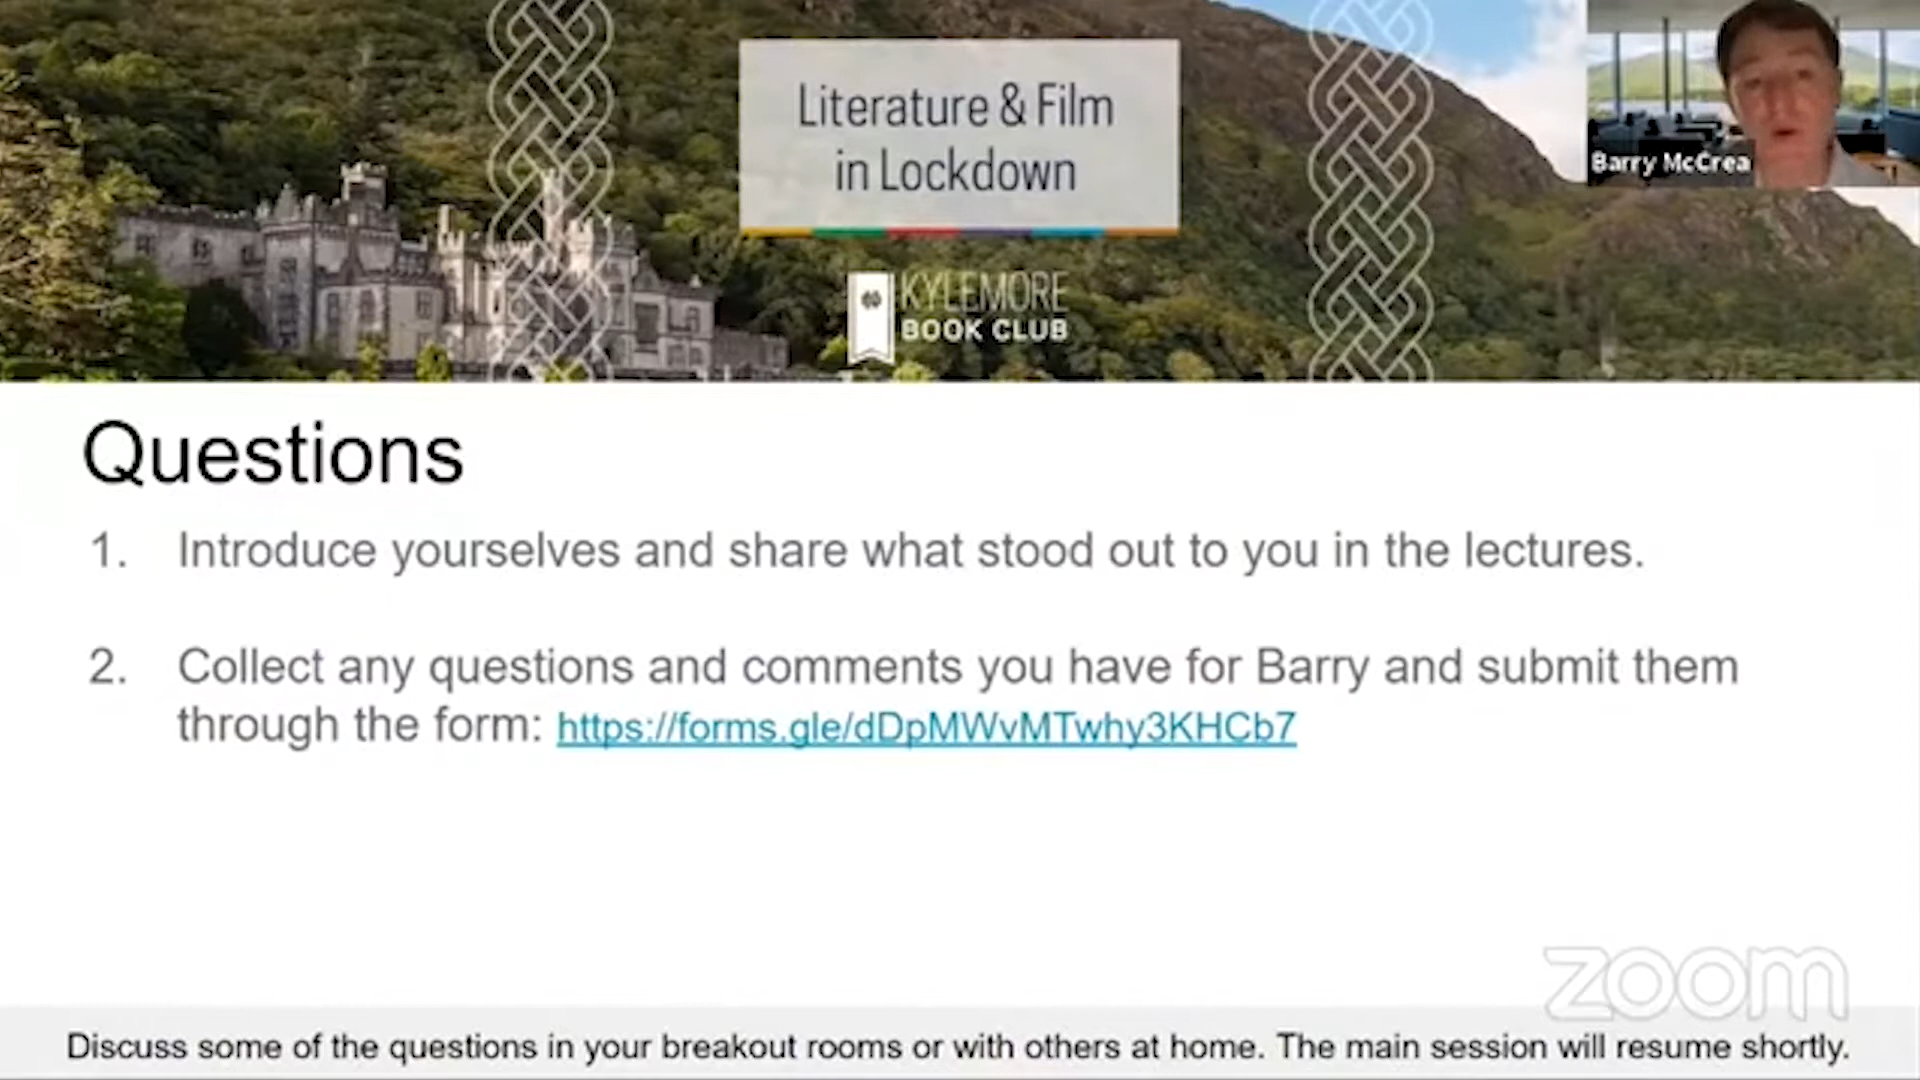 Literature & Film
in Lockdown
Barry McCrea
KYLEMORE
BOOK CLUB
Questions
1. Introduce yourselves and share what stood out to you in the lectures.
2. Collect any questions and comments you have for Barry and submit them
through the form: https://forms.gle/dDpMWvMTwhy3KHCb7
zoom
Discuss some of the questions in your breakout rooms or with others at home. The main session will resume shortly.